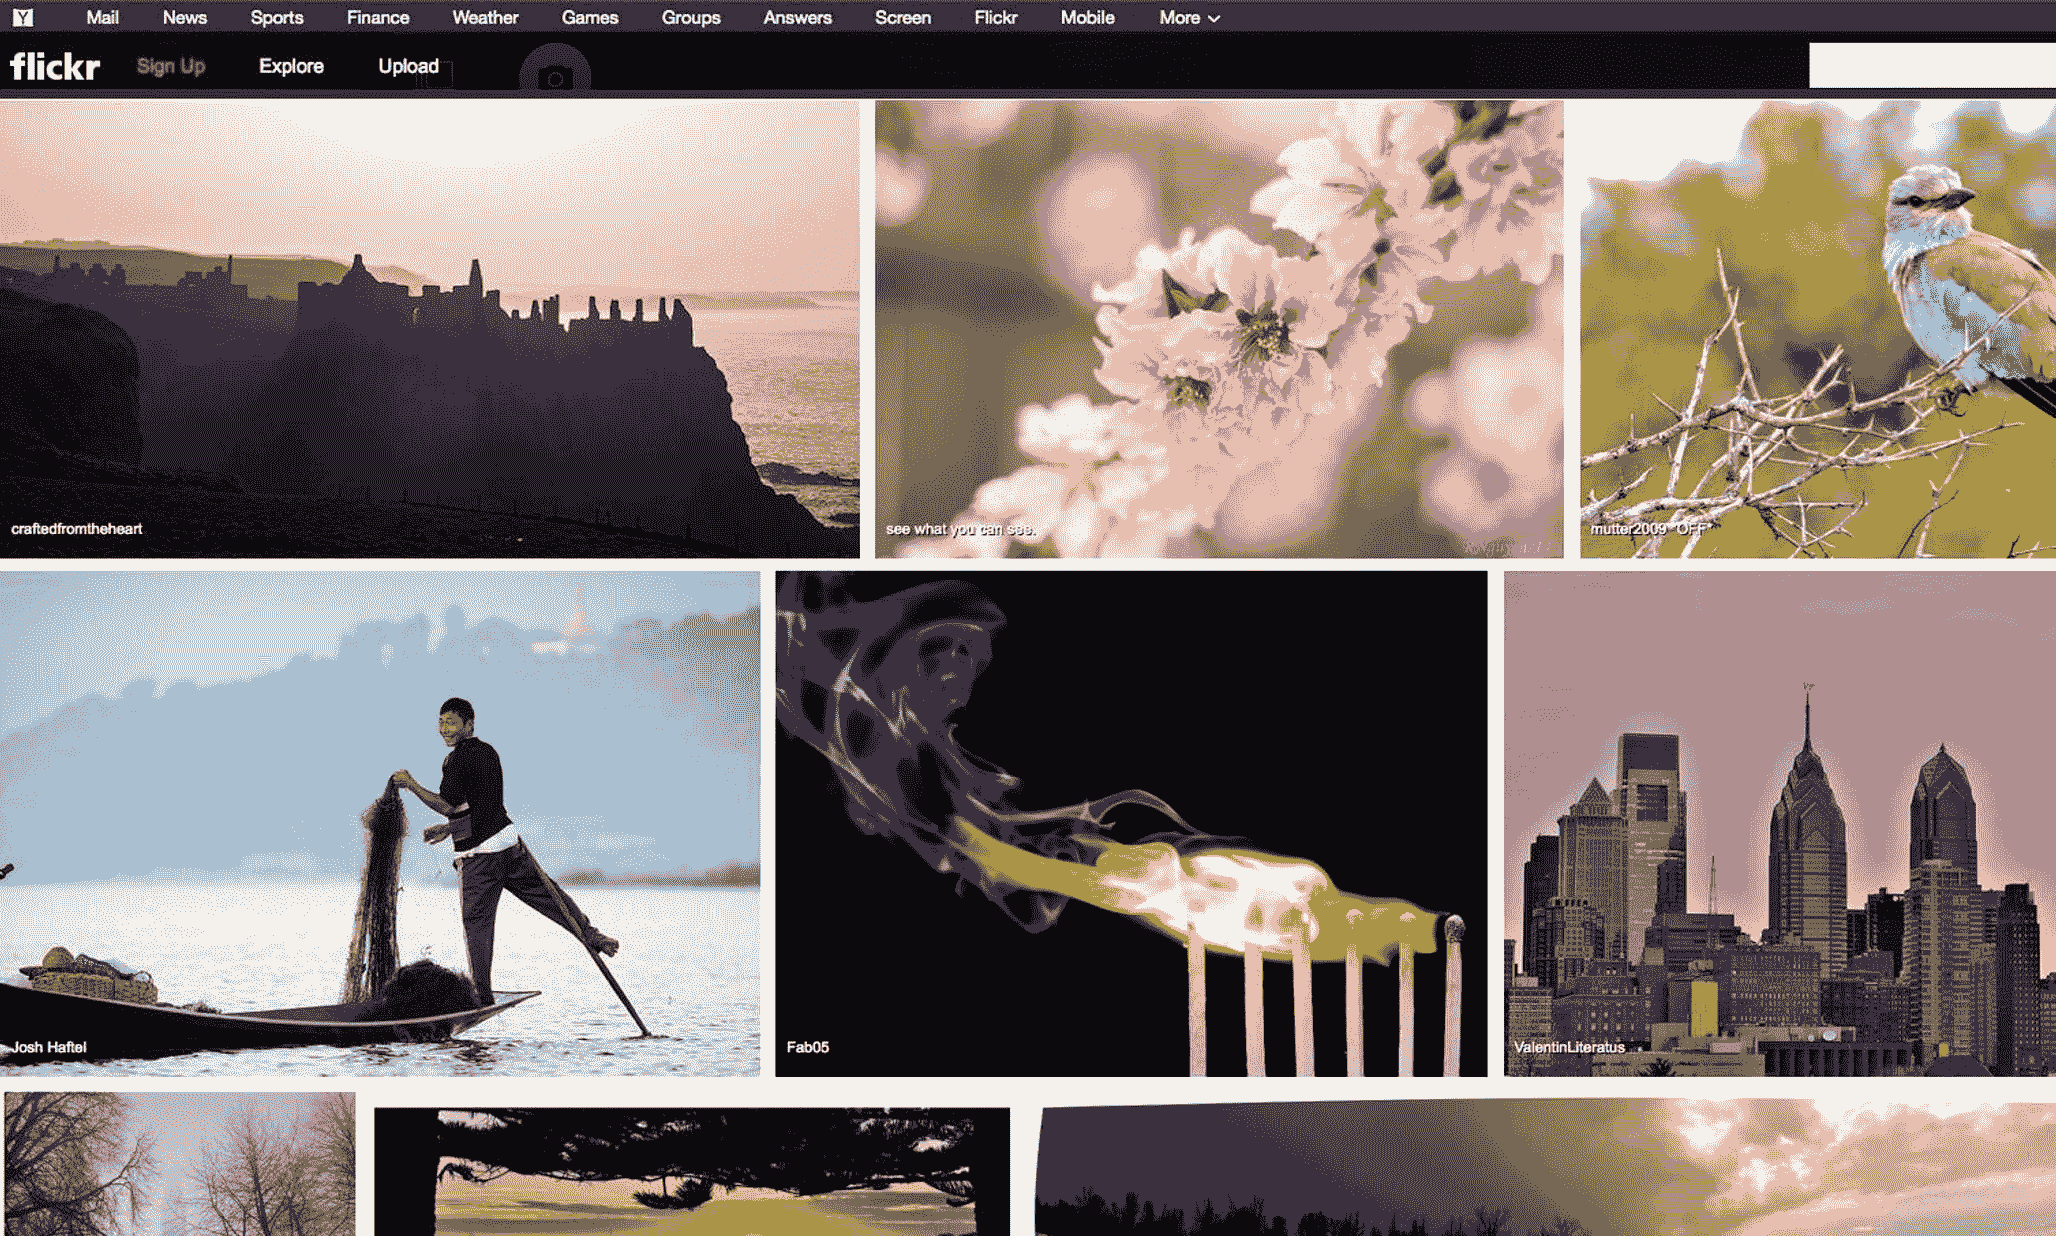 Y Mail News Sports Finance Weather Games Groups Answers Screen Flickr Mobile More
flickr Sign Up Explore Upload
craftedfromtheheart
see what you can see.
mutter2009 *OFF*
Josh Haftel
Fab05
ValentinLiteratus